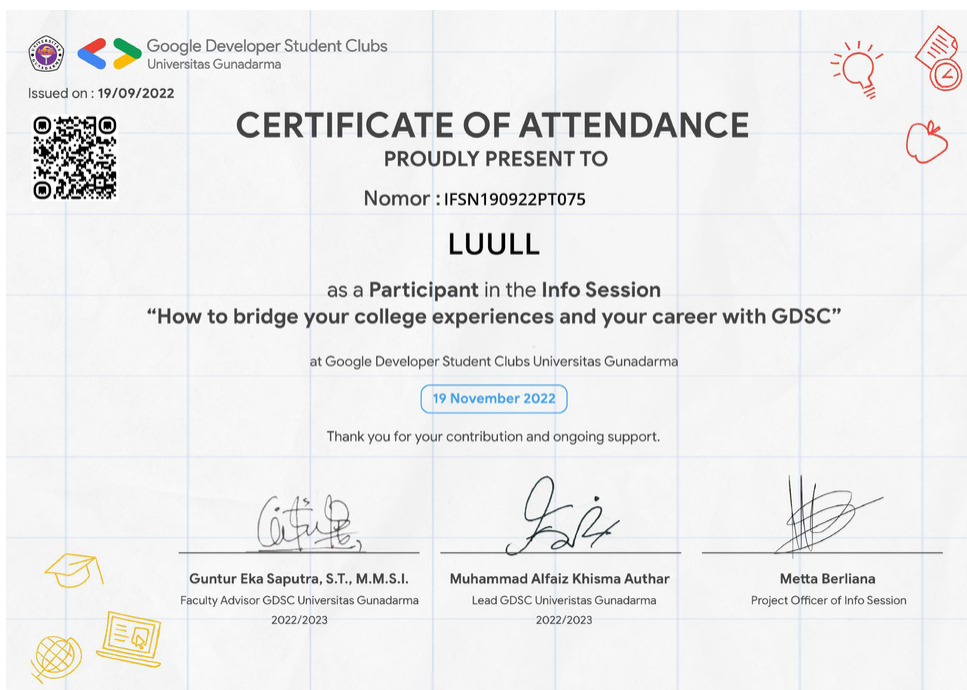 Google Developer Student Clubs
Universitas Gunadarma
Issued on : 19/09/2022
CERTIFICATE OF ATTENDANCE
PROUDLY PRESENT TO
Nomor : IFSN190922PT075
LUULL
as a Participant in the Info Session
“How to bridge your college experiences and your career with GDSC”
at Google Developer Student Clubs Universitas Gunadarma
19 November 2022
Thank you for your contribution and ongoing support.
Guntur Eka Saputra, S.T., M.M.S.I.
Faculty Advisor GDSC Universitas Gunadarma
2022/2023
Muhammad Alfaiz Khisma Authar
Lead GDSC Univeristas Gunadarma
2022/2023
Metta Berliana
Project Officer of Info Session